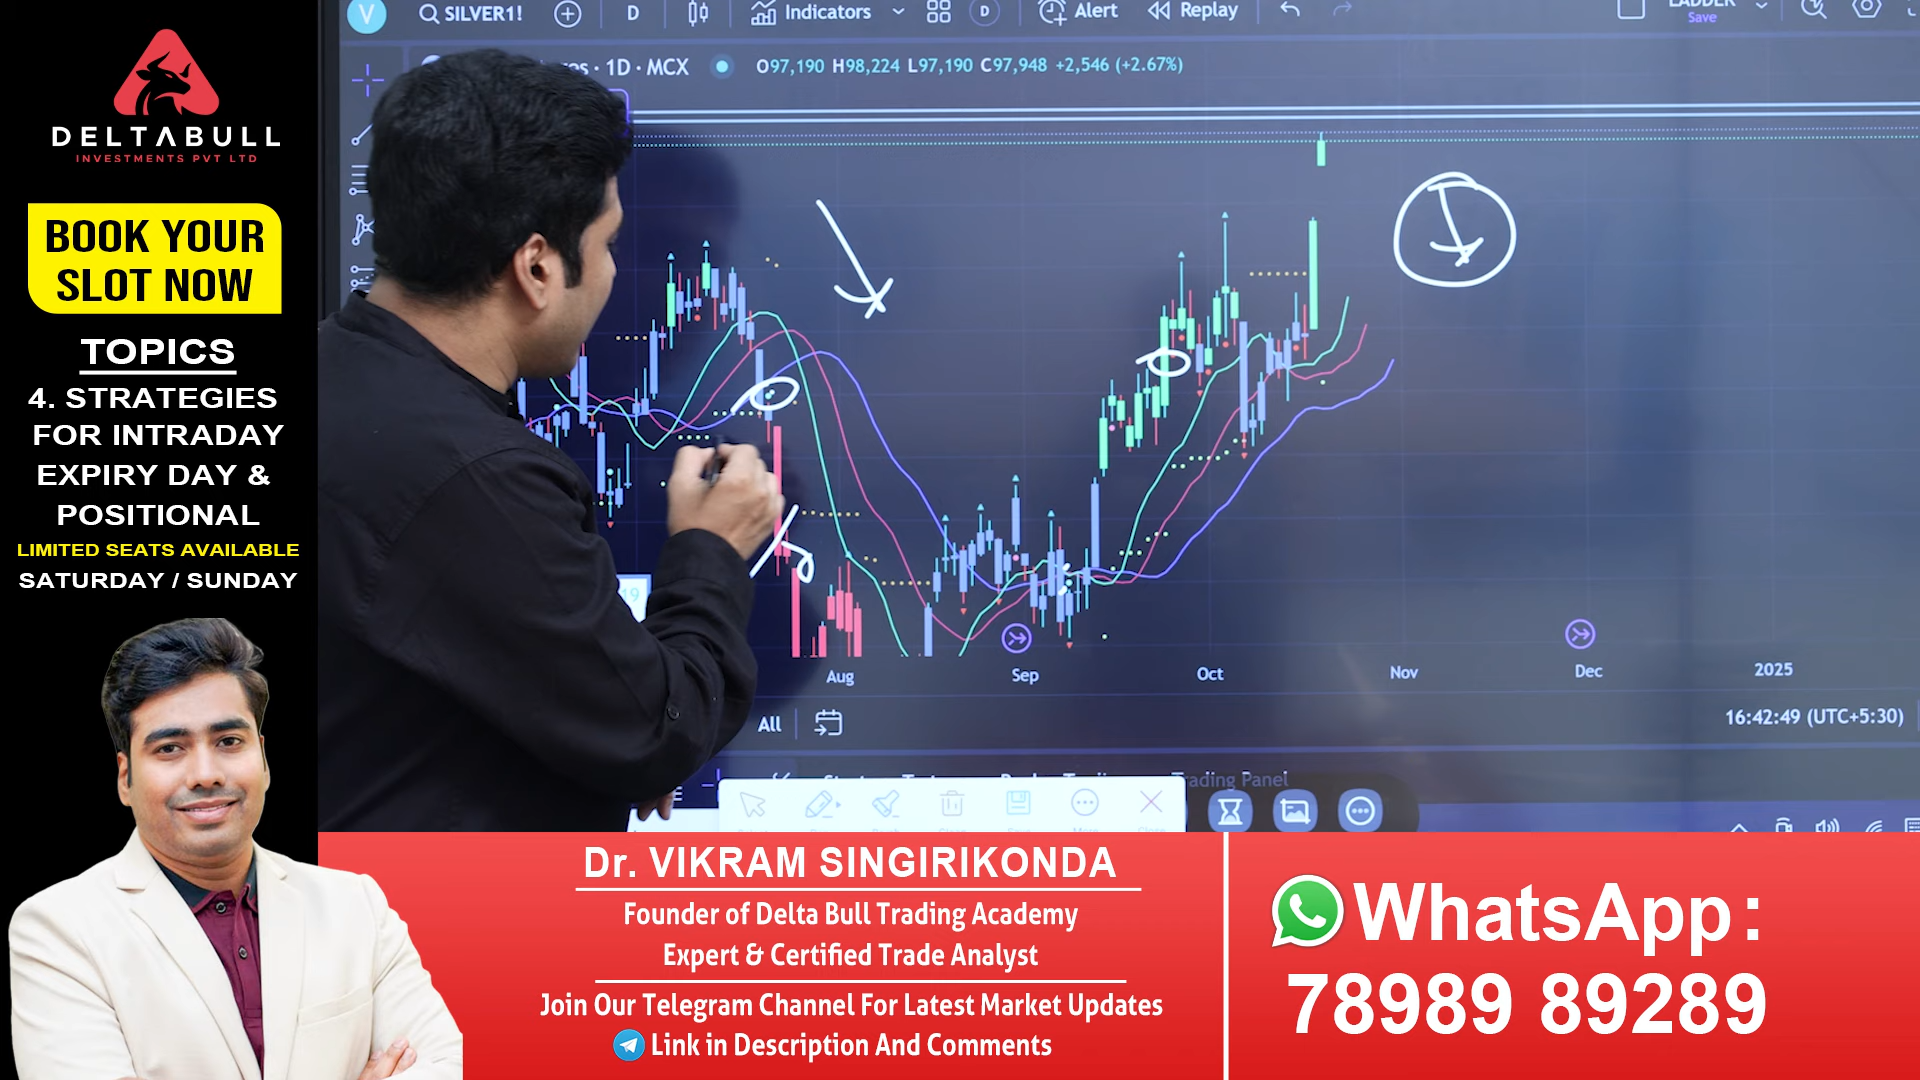 DELTABULL
INVESTMENTS PVT LTD
BOOK YOUR
SLOT NOW
TOPICS
4. STRATEGIES
FOR INTRADAY
EXPIRY DAY &
POSITIONAL
LIMITED SEATS AVAILABLE
SATURDAY / SUNDAY
V
SILVER1!
D
Indicators
D
Alert
Replay
Save
· 1D · MCX
O97,190 H98,224 L97,190 C97,948 +2,546 (+2.67%)
19
Aug
Sep
Oct
Nov
Dec
2025
All
16:42:49 (UTC+5:30)
Trading Panel
Dr. VIKRAM SINGIRIKONDA
Founder of Delta Bull Trading Academy
Expert & Certified Trade Analyst
Join Our Telegram Channel For Latest Market Updates
Link in Description And Comments
WhatsApp:
78989 89289